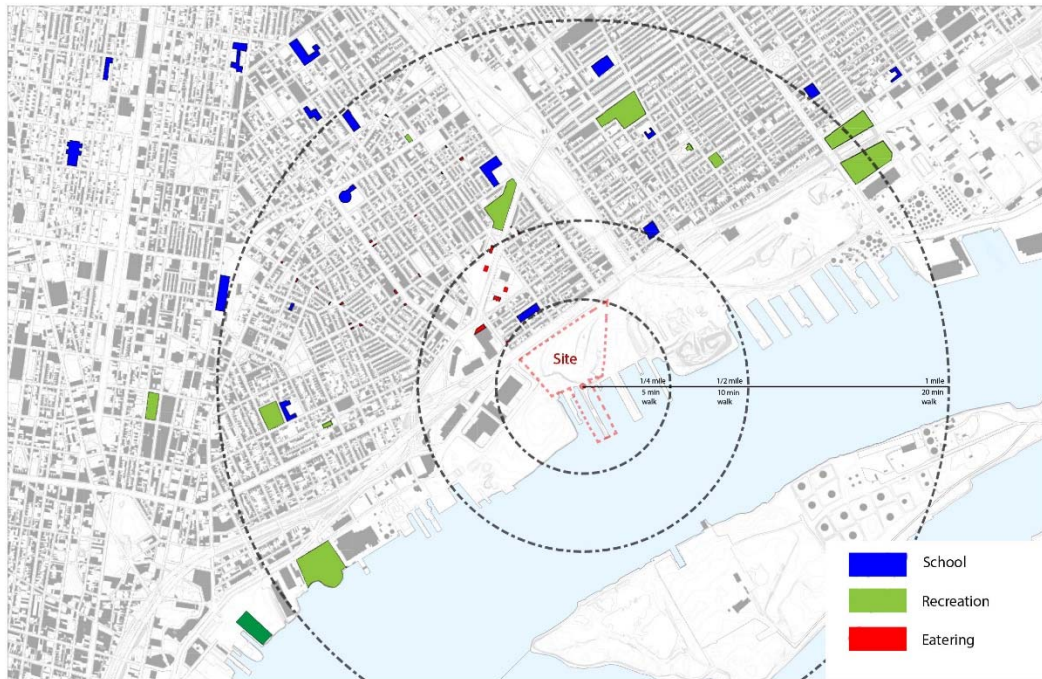 Site
1/4 mile
5 min
walk
1/2 mile
10 min
walk
1 mile
20 min
walk
School
Recreation
Eatering